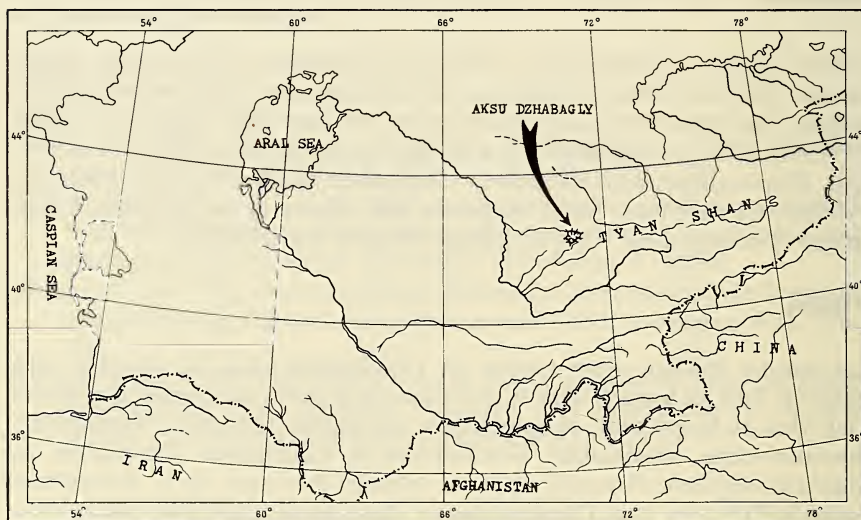 54° 60° 66° 72° 78°
AKSU DZHABAGLY
44° 44°
ARAL SEA
TYAN SHAN
CASPIAN SEA
40° 40°
CHINA
36° 36°
IRAN
AFGHANISTAN
54° 60° 66° 72° 78°